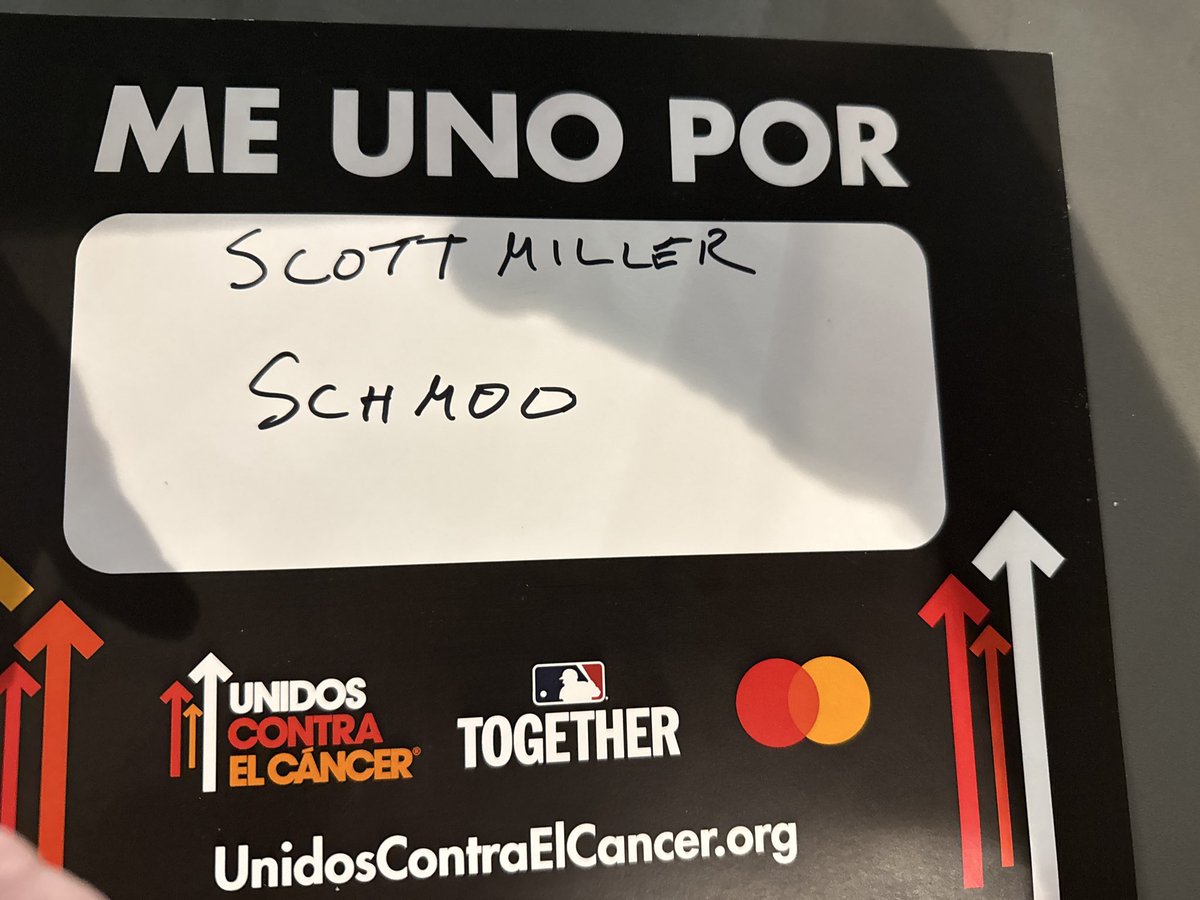 ME UNO POR
SCOTT MILLER
SCHMOO
UNIDOS
CONTRA
EL CÁNCER®
TOGETHER
UnidosContraElCancer.org